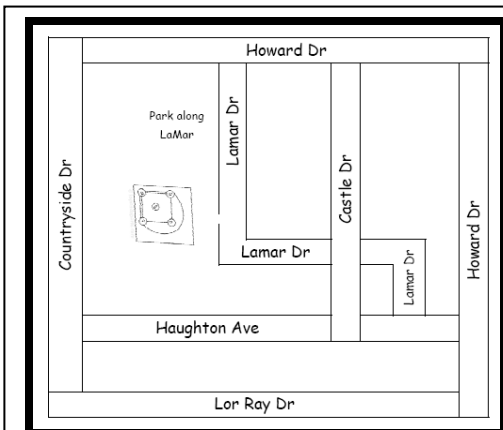 Howard Dr
Park along
LaMar
Lamar Dr
Castle Dr
Countryside Dr
Howard Dr
Lamar Dr
Lamar Dr
Haughton Ave
Lor Ray Dr